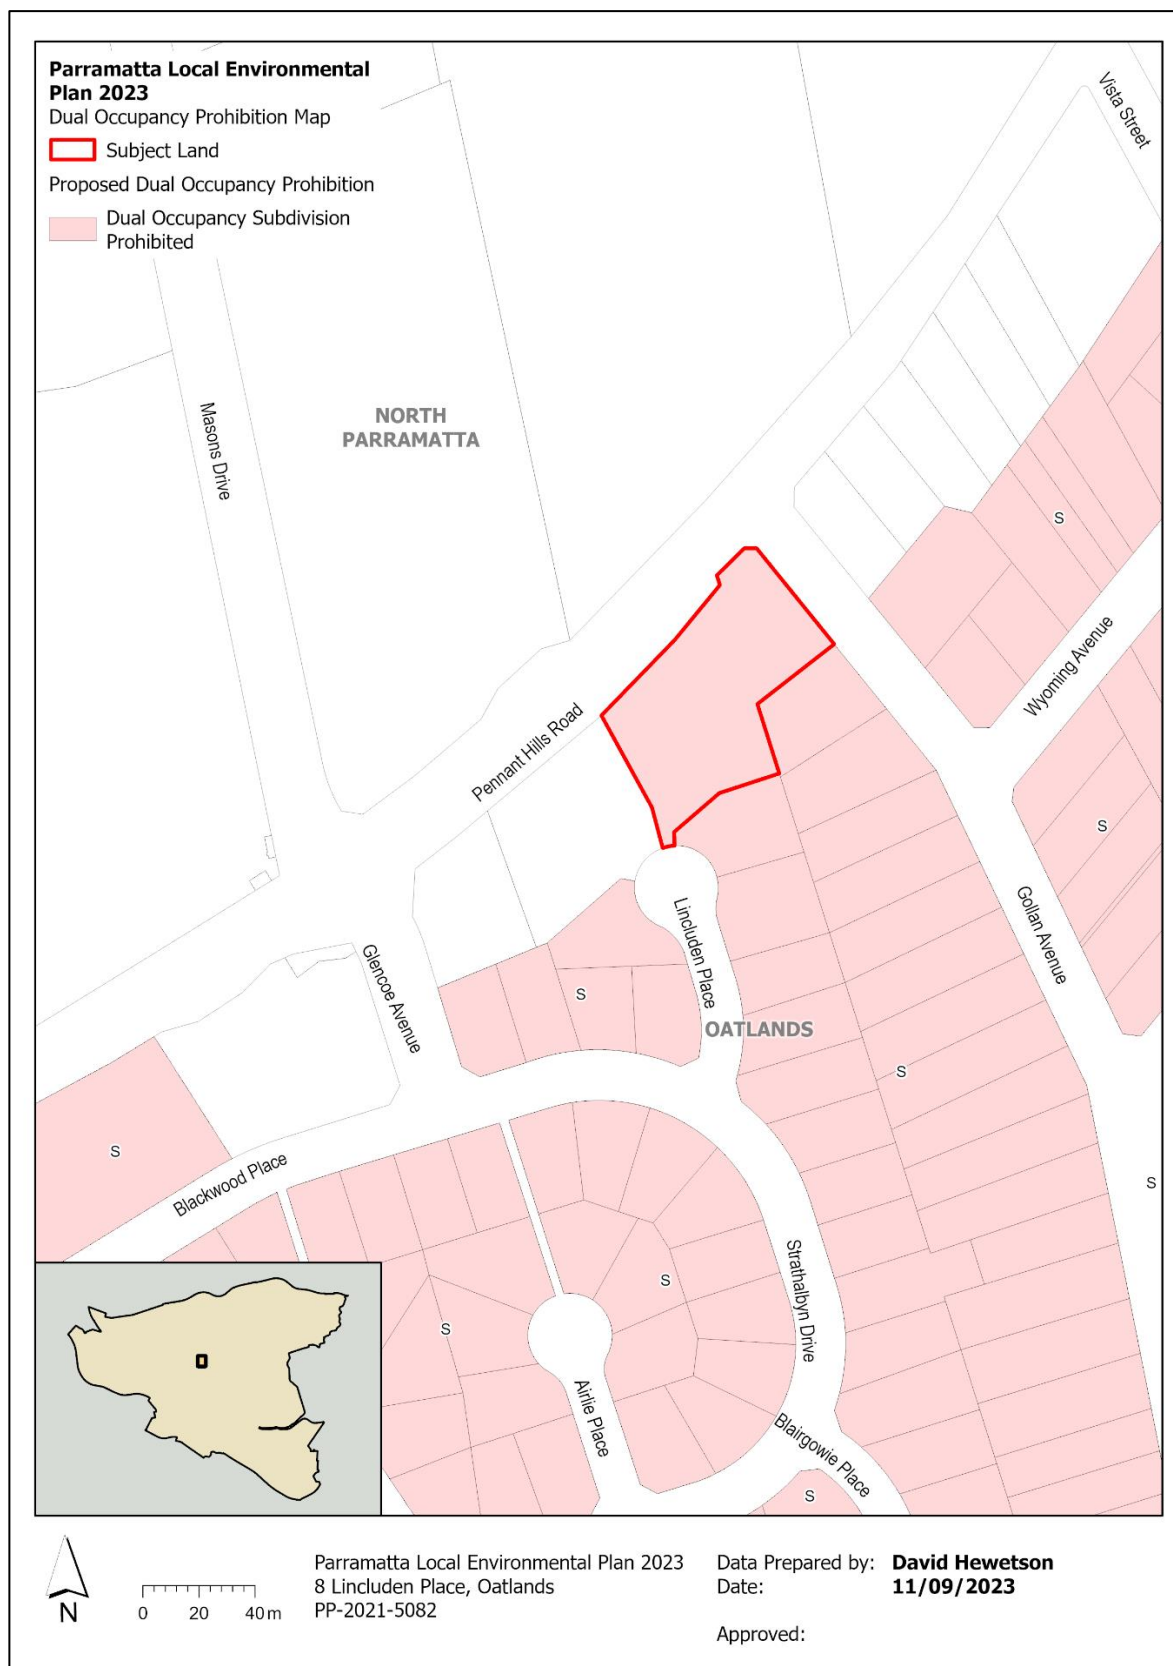 Parramatta Local Environmental
Plan 2023
Dual Occupancy Prohibition Map
Subject Land
Proposed Dual Occupancy Prohibition
Dual Occupancy Subdivision
Prohibited
Vista Street
Masons Drive
NORTH
PARRAMATTA
S
Wyoming Avenue
Pennant Hills Road
S
Gollan Avenue
Lincluden Place
Glencoe Avenue
S
OATLANDS
S
S
Blackwood Place
S
Strathalbyn Drive
S
S
Airlie Place
Blairgowie Place
S
N
0 20 40 m
Parramatta Local Environmental Plan 2023
8 Lincluden Place, Oatlands
PP-2021-5082
Data Prepared by: David Hewetson
Date: 11/09/2023
Approved: